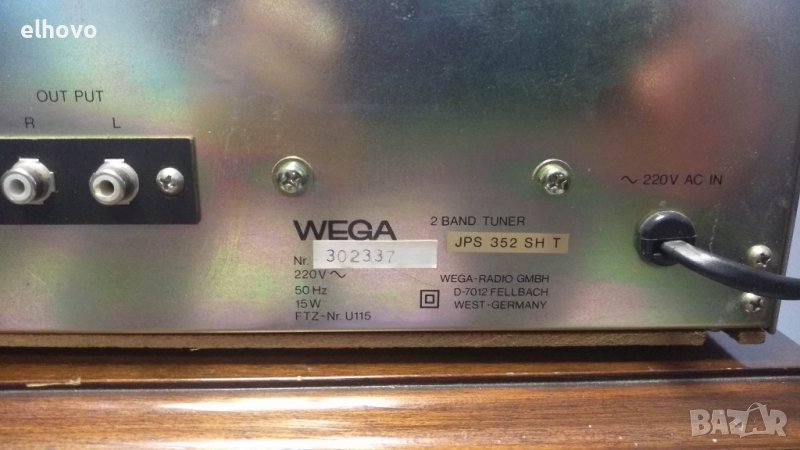 elhovo
OUT PUT
R L
~ 220V AC IN
WEGA 2 BAND TUNER
JPS 352 SH T
Nr. 302337
220V ~
50 Hz
15 W
FTZ-Nr. U115
WEGA-RADIO GMBH
D-7012 FELLBACH
WEST-GERMANY
BAZAR